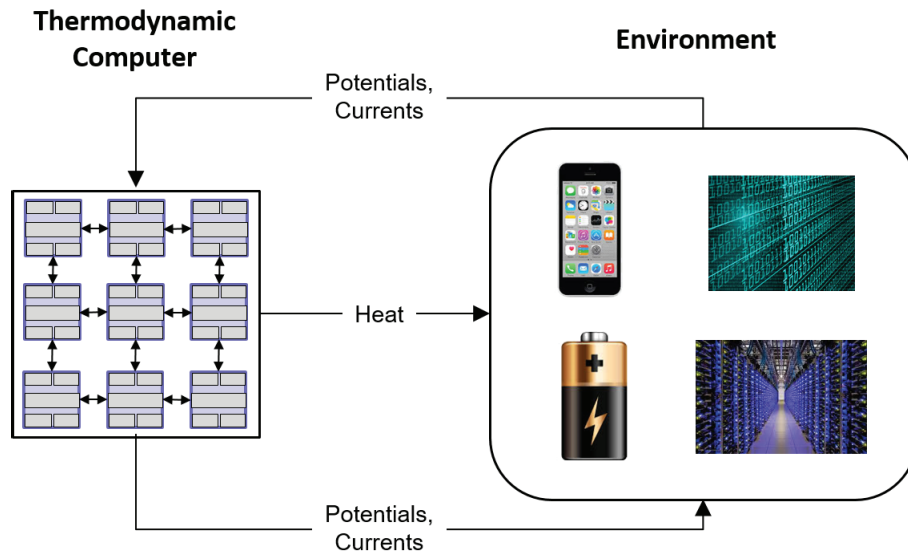 Thermodynamic
Computer
Environment
Potentials,
Currents
Heat
Potentials,
Currents